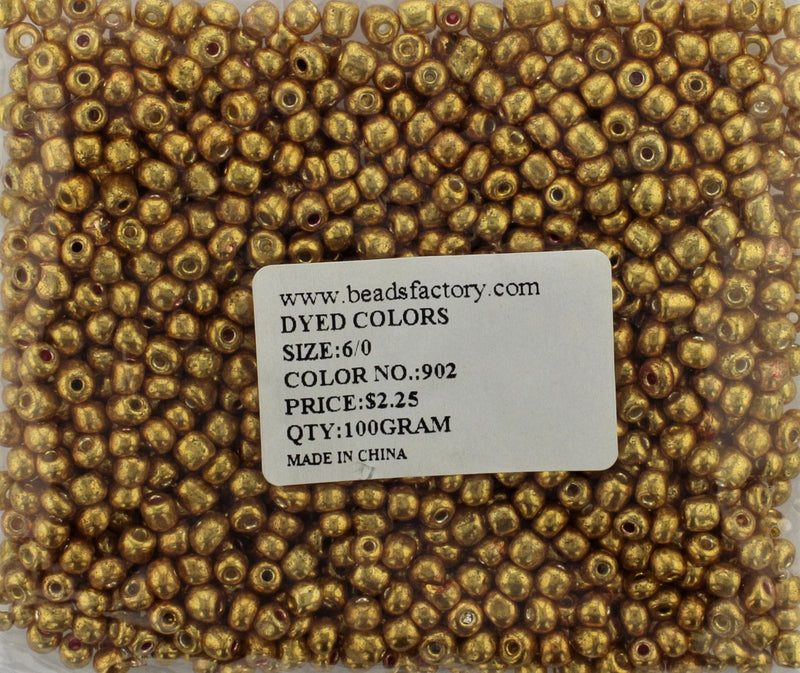 www.beadsfactory.com
DYED COLORS
SIZE:6/0
COLOR NO.:902
PRICE:$2.25
QTY:100GRAM
MADE IN CHINA